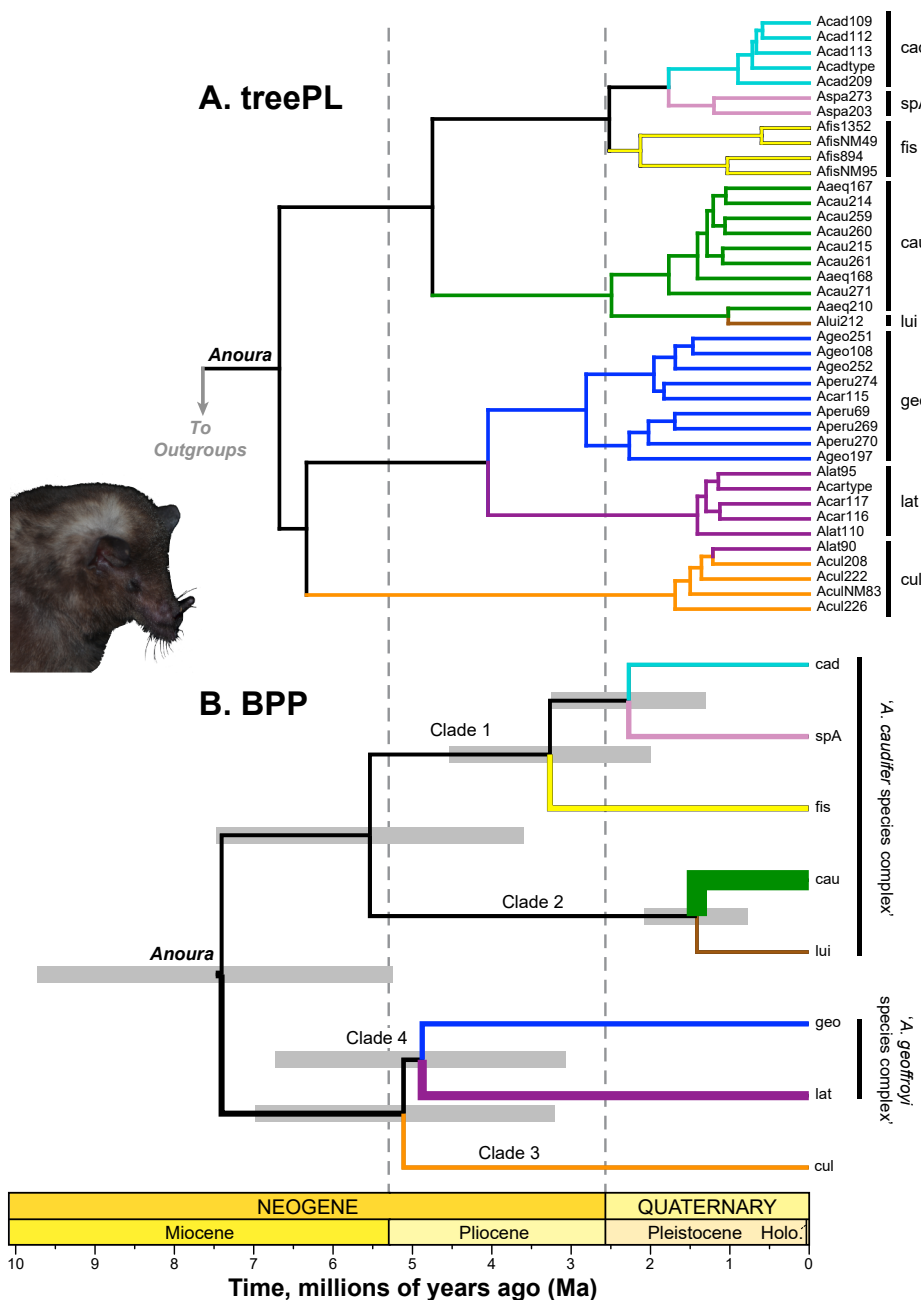 A. treePL
Acad109
Acad112
Acad113
Acadtype
Acad209
Aspa273
Aspa203
Afis1352
AfisNM49
Afis894
AfisNM95
Aaeq167
Acau214
Acau259
Acau260
Acau215
Acau261
Aaeq168
Acau271
Aaeq210
Alui212
Ageo251
Ageo108
Ageo252
Aperu274
Acar115
Aperu69
Aperu269
Aperu270
Ageo197
Alat95
Acartype
Acar117
Acar116
Alat110
Alat90
Acul208
Acul222
AculNM83
Acul226
fis
cau
lui
lat
cul
Anoura
To
Outgroups
B. BPP
Clade 1
Clade 2
Anoura
Clade 4
Clade 3
cad
spA
fis
cau
lui
geo
lat
cul
‘A. caudifer species complex’
‘A. geoffroyi
species complex’
NEOGENE QUATERNARY
Miocene Pliocene Pleistocene Holo.
10 9 8 7 6 5 4 3 2 1 0
Time, millions of years ago (Ma)